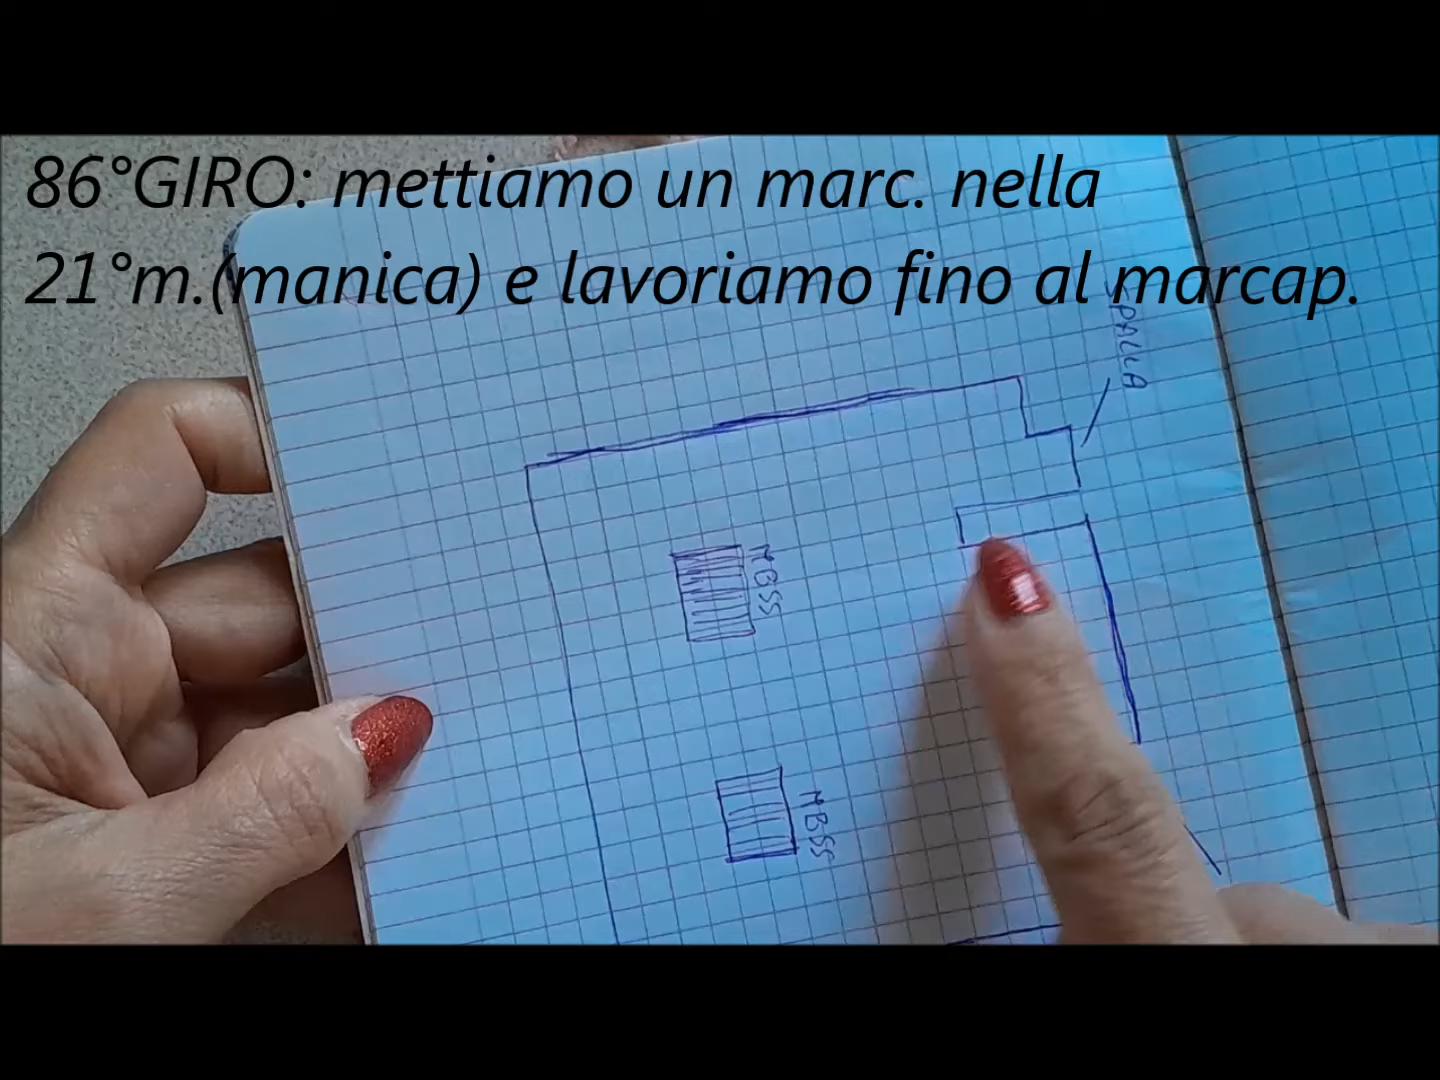 86°GIRO: mettiamo un marc. nella
21°m.(manica) e lavoriamo fino al marcap.
SPALLA
MBSS
MBSS